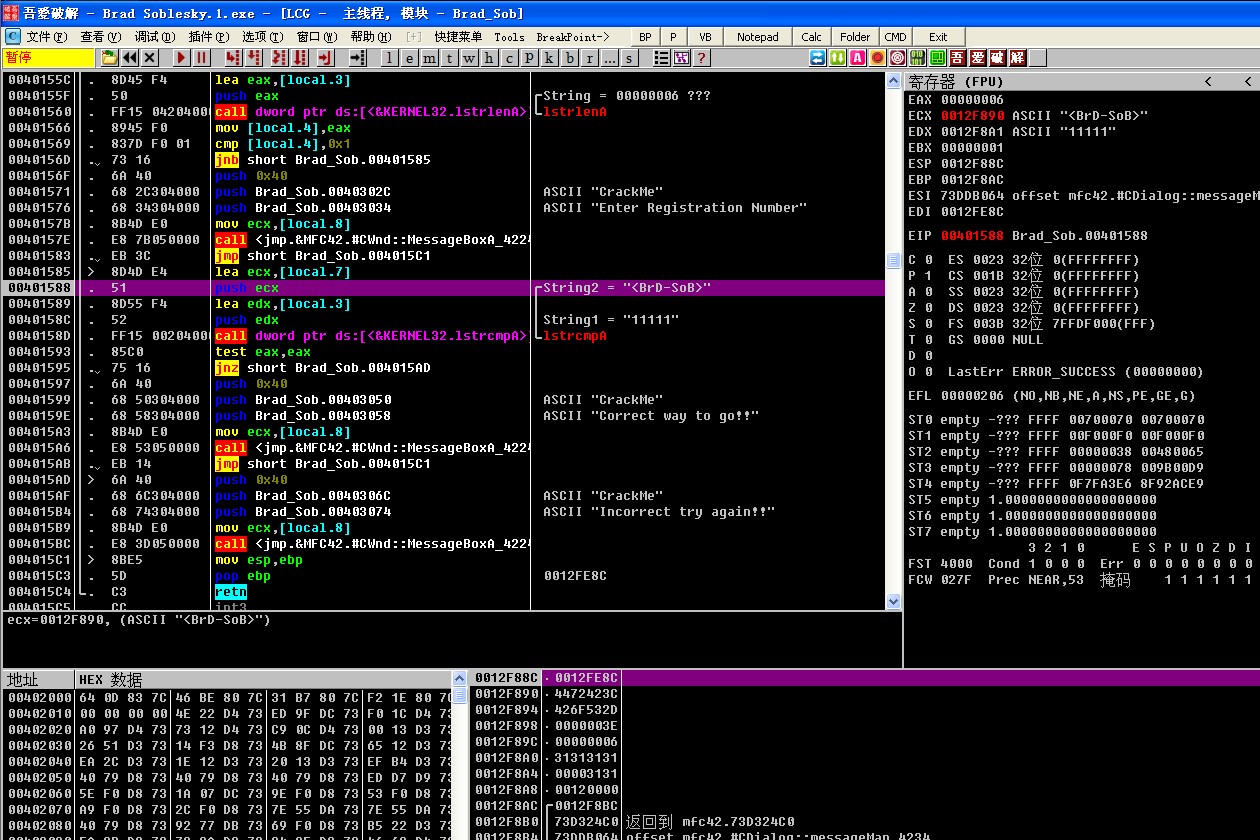 吾爱破解 - Brad Soblesky.1.exe - [LCG - 主线程, 模块 - Brad_Sob]
文件(F) 查看(V) 调试(D) 插件(P) 选项(T) 窗口(W) 帮助(H) [+] 快捷菜单 Tools BreakPoint-> BP P VB Notepad Calc Folder CMD Exit
暂停 l e m t w h c p k b r ... s ? 吾 爱 破 解
0040155C . 8D45 F4 lea eax,[local.3]
0040155F . 50 push eax ┌String = 00000006 ???
00401560 . FF15 04204000 call dword ptr ds:[<&KERNEL32.lstrlenA> └lstrlenA
00401566 . 8945 F0 mov [local.4],eax
00401569 . 837D F0 01 cmp [local.4],0x1
0040156D . 73 16 jnb short Brad_Sob.00401585
0040156F . 6A 40 push 0x40
00401571 . 68 2C304000 push Brad_Sob.0040302C ASCII "CrackMe"
00401576 . 68 34304000 push Brad_Sob.00403034 ASCII "Enter Registration Number"
0040157B . 8B4D E0 mov ecx,[local.8]
0040157E . E8 7B050000 call <jmp.&MFC42.#CWnd::MessageBoxA_422
00401583 . EB 3C jmp short Brad_Sob.004015C1
00401585 > 8D4D E4 lea ecx,[local.7]
00401588 . 51 push ecx ┌String2 = "<BrD-SoB>"
00401589 . 8D55 F4 lea edx,[local.3]
0040158C . 52 push edx String1 = "11111"
0040158D . FF15 00204000 call dword ptr ds:[<&KERNEL32.lstrcmpA> └lstrcmpA
00401593 . 85C0 test eax,eax
00401595 . 75 16 jnz short Brad_Sob.004015AD
00401597 . 6A 40 push 0x40
00401599 . 68 50304000 push Brad_Sob.00403050 ASCII "CrackMe"
0040159E . 68 58304000 push Brad_Sob.00403058 ASCII "Correct way to go!!"
004015A3 . 8B4D E0 mov ecx,[local.8]
004015A6 . E8 53050000 call <jmp.&MFC42.#CWnd::MessageBoxA_422
004015AB . EB 14 jmp short Brad_Sob.004015C1
004015AD > 6A 40 push 0x40
004015AF . 68 6C304000 push Brad_Sob.0040306C ASCII "CrackMe"
004015B4 . 68 74304000 push Brad_Sob.00403074 ASCII "Incorrect try again!!"
004015B9 . 8B4D E0 mov ecx,[local.8]
004015BC . E8 3D050000 call <jmp.&MFC42.#CWnd::MessageBoxA_422
004015C1 > 8BE5 mov esp,ebp
004015C3 . 5D pop ebp 0012FE8C
004015C4 . C3 retn
004015C5 CC int3
ecx=0012F890, (ASCII "<BrD-SoB>")
寄存器 (FPU) < <
EAX 00000006
ECX 0012F890 ASCII "<BrD-SoB>"
EDX 0012F8A1 ASCII "11111"
EBX 00000001
ESP 0012F88C
EBP 0012F8AC
ESI 73DDB064 offset mfc42.#CDialog::messageM
EDI 0012FE8C
EIP 00401588 Brad_Sob.00401588
C 0 ES 0023 32位 0(FFFFFFFF)
P 1 CS 001B 32位 0(FFFFFFFF)
A 0 SS 0023 32位 0(FFFFFFFF)
Z 0 DS 0023 32位 0(FFFFFFFF)
S 0 FS 003B 32位 7FFDF000(FFF)
T 0 GS 0000 NULL
D 0
O 0 LastErr ERROR_SUCCESS (00000000)
EFL 00000206 (NO,NB,NE,A,NS,PE,GE,G)
ST0 empty -??? FFFF 00700070 00700070
ST1 empty -??? FFFF 00F000F0 00F000F0
ST2 empty -??? FFFF 00000038 00480065
ST3 empty -??? FFFF 00000078 009B00D9
ST4 empty -??? FFFF 0F7FA3E6 8F92ACE9
ST5 empty 1.0000000000000000000
ST6 empty 1.0000000000000000000
ST7 empty 1.0000000000000000000
3 2 1 0 E S P U O Z D I
FST 4000 Cond 1 0 0 0 Err 0 0 0 0 0 0 0 0
FCW 027F Prec NEAR,53 掩码 1 1 1 1 1 1
地址 HEX 数据
00402000 64 0D 83 7C 46 BE 80 7C 31 B7 80 7C F2 1E 80 7C
00402010 00 00 00 00 4E 22 D4 73 ED 9F DC 73 F0 1C D4 73
00402020 A0 97 D4 73 73 12 D4 73 C9 0C D4 73 00 13 D3 73
00402030 26 51 D3 73 14 F3 D8 73 4B 8F DC 73 65 12 D3 73
00402040 EA 2C D3 73 1E 12 D3 73 20 13 D3 73 EF B4 D3 73
00402050 40 79 D8 73 40 79 D8 73 40 79 D8 73 ED D7 D9 73
00402060 5E F0 D8 73 1A 07 DC 73 9E F0 D8 73 53 F0 D8 73
00402070 A9 F0 D8 73 2C F0 D8 73 7E 55 DA 73 7E 55 DA 73
00402080 40 79 D8 73 92 77 DB 73 69 F0 D8 73 B5 22 D3 73
0012F88C 0012FE8C
0012F890 4472423C
0012F894 426F532D
0012F898 0000003E
0012F89C 00000006
0012F8A0 31313131
0012F8A4 00003131
0012F8A8 00120000
0012F8AC ┌0012F8BC
0012F8B0 73D324C0 返回到 mfc42.73D324C0
0012F8B4 73DDB064 offset mfc42.#CDialog::messageMap_4234